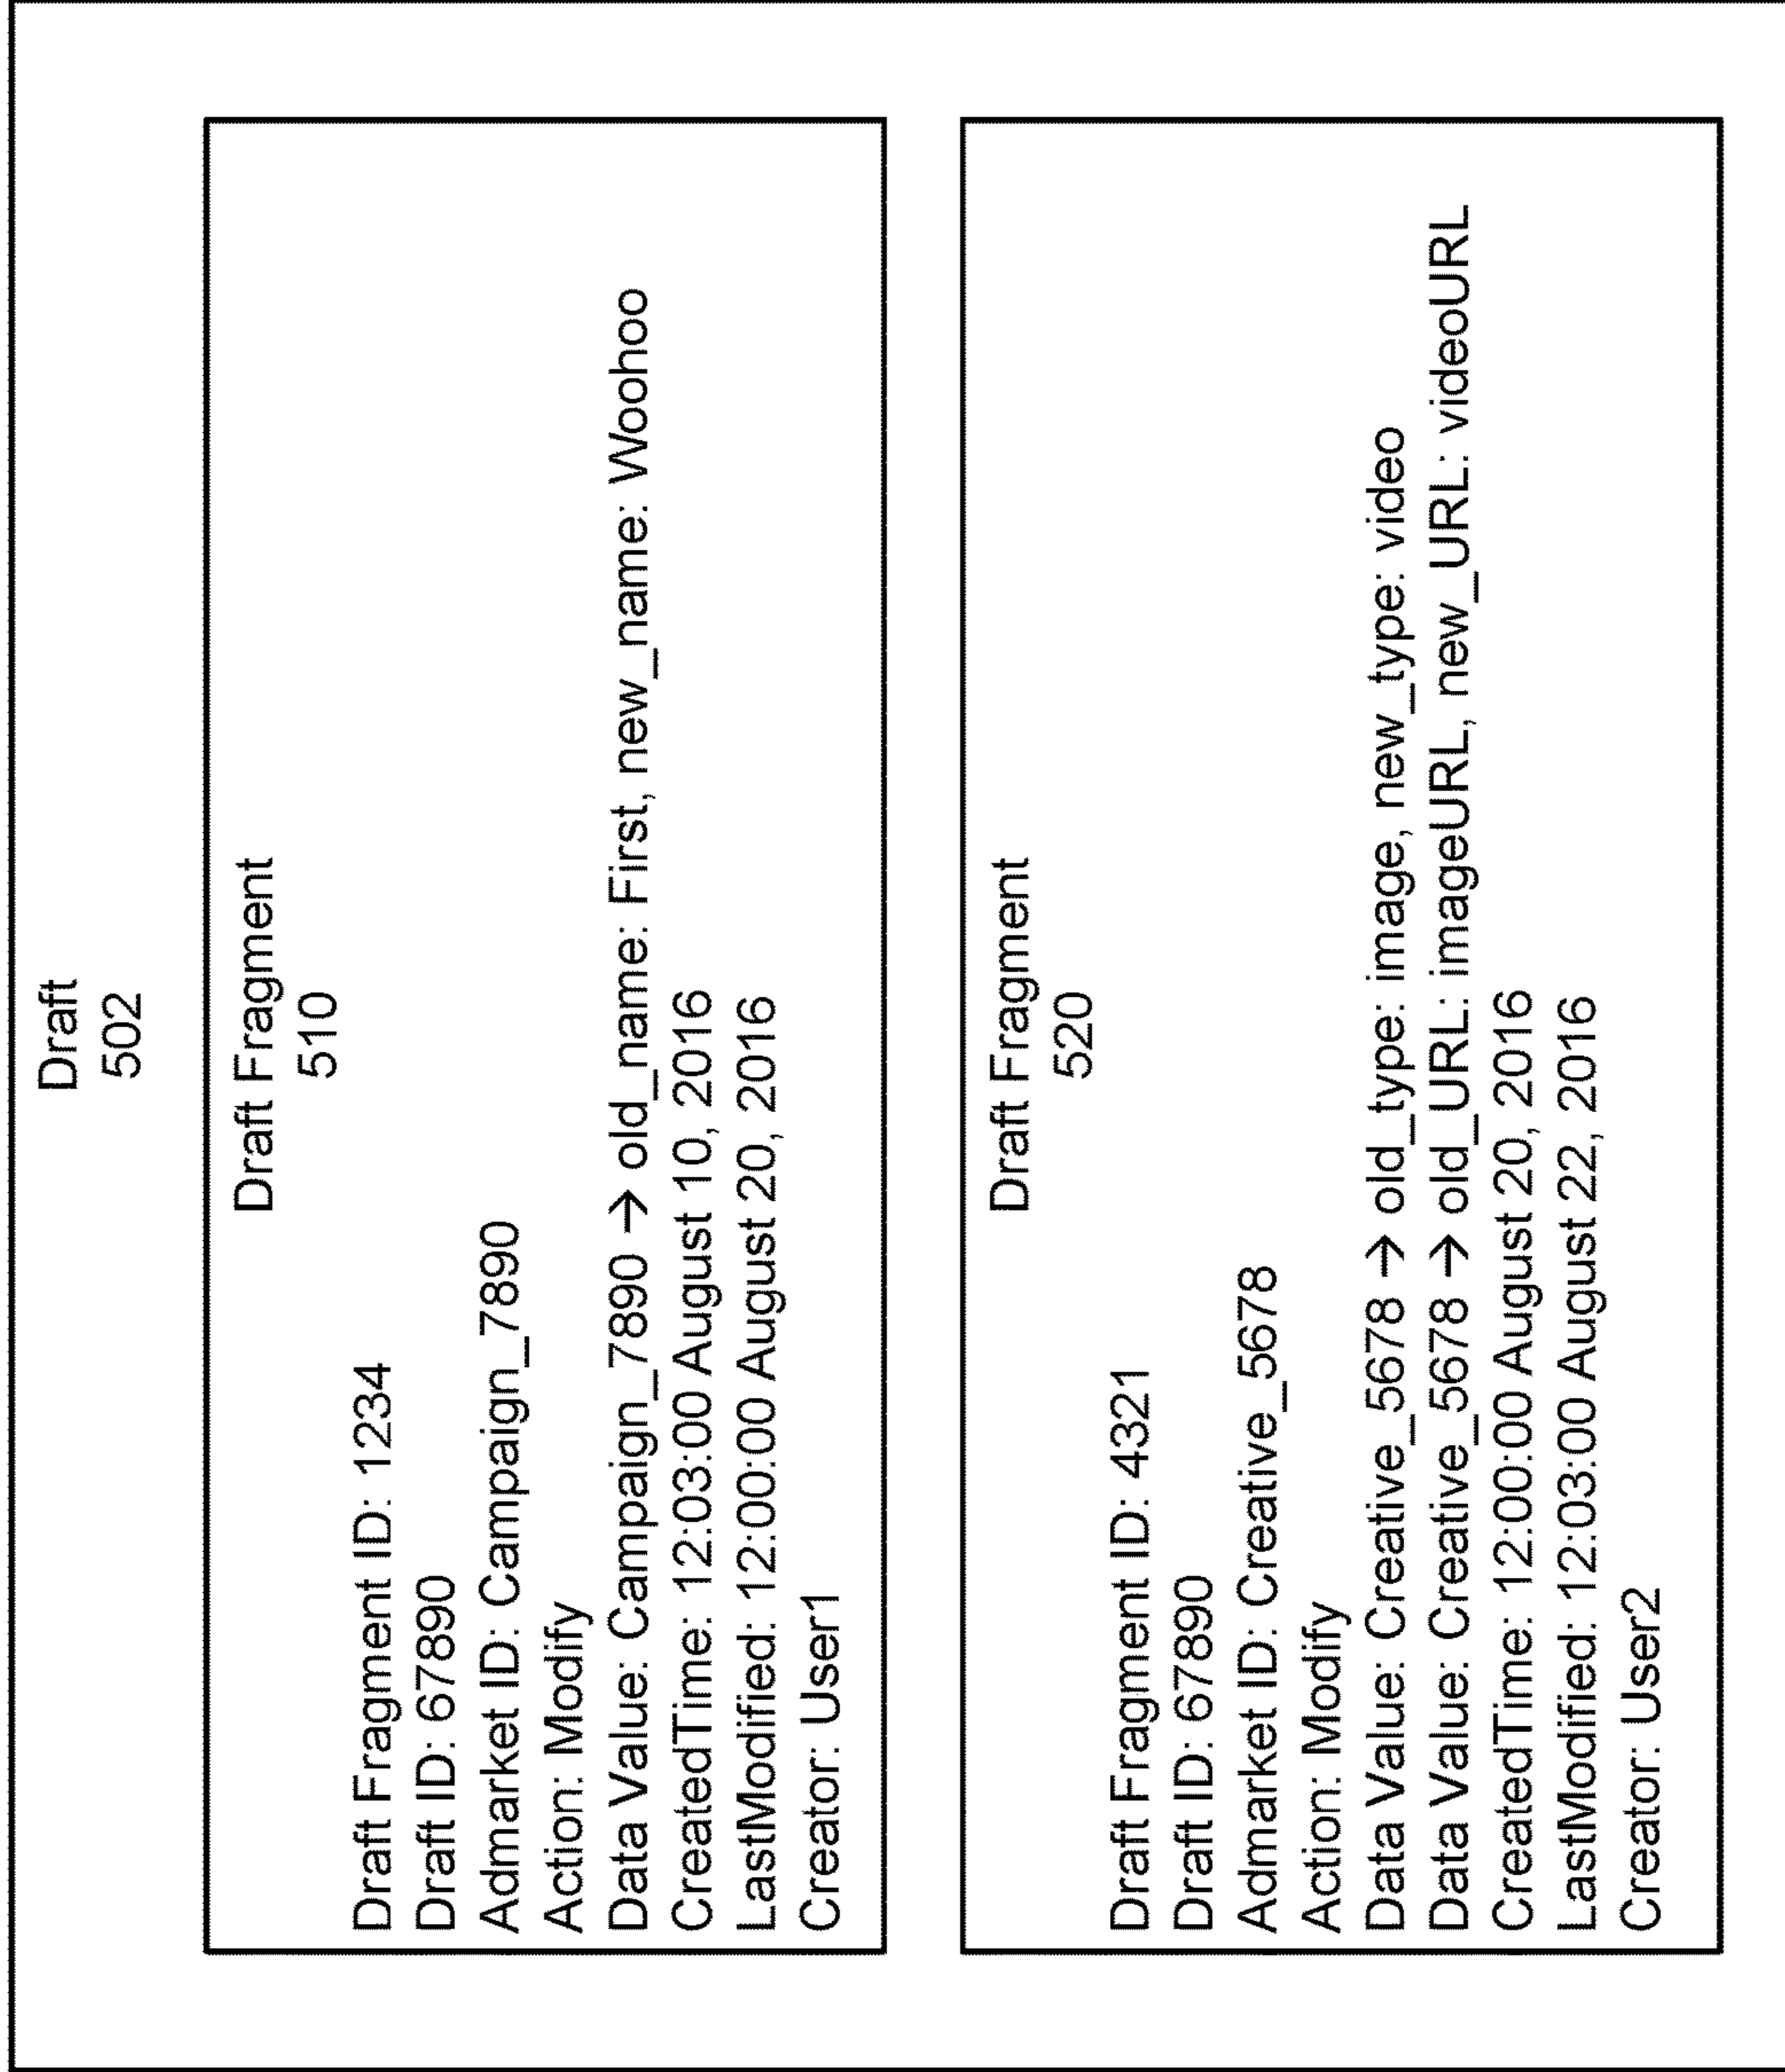 Draft
502
Draft Fragment
510
Draft Fragment ID: 1234
Draft ID: 67890
Admarket ID: Campaign_7890
Action: Modify
Data Value: Campaign_7890 → old_name: First, new_name: Woohoo
CreatedTime: 12:03:00 August 10, 2016
LastModified: 12:00:00 August 20, 2016
Creator: User1
Draft Fragment
520
Draft Fragment ID: 4321
Draft ID: 67890
Admarket ID: Creative_5678
Action: Modify
Data Value: Creative_5678 → old_type: image, new_type: video
Data Value: Creative_5678 → old_URL: imageURL, new_URL: videoURL
CreatedTime: 12:00:00 August 20, 2016
LastModified: 12:03:00 August 22, 2016
Creator: User2